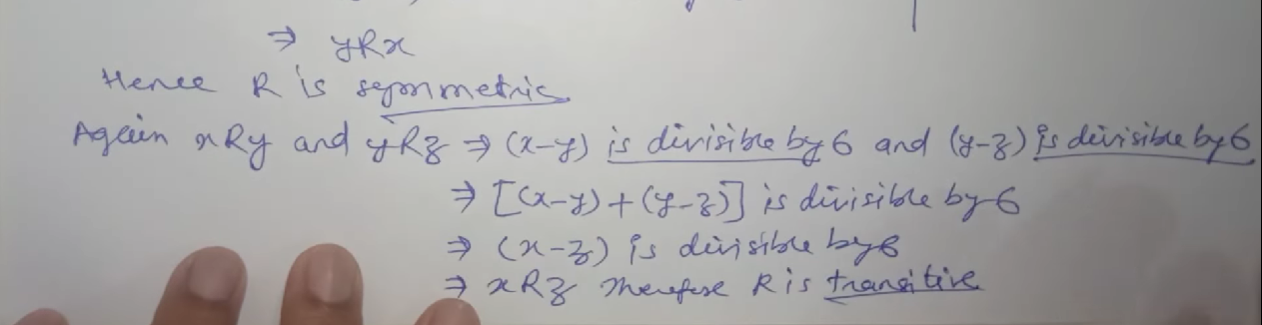 ⇒ yRx
Hence R is symmetric
Again xRy and yRz ⇒ (x-y) is divisible by 6 and (y-z) is divisible by 6
⇒ [(x-y)+(y-z)] is divisible by 6
⇒ (x-z) is divisible by 6
⇒ xRz Therefore R is transitive